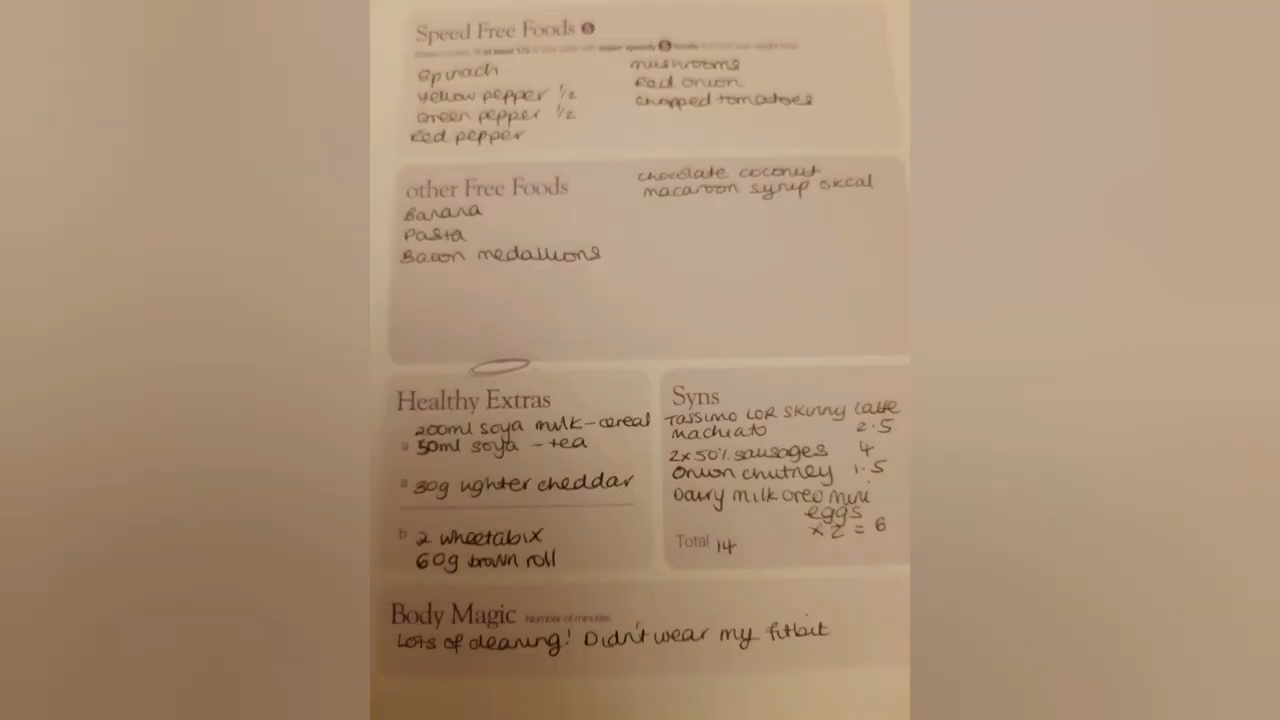 Speed Free Foods S
Spinach
Yellow pepper 1/2
Green pepper 1/2
Red pepper
mushrooms
Red onion
chopped tomatoes
other Free Foods
Banana
Pasta
Bacon medallions
chocolate coconut
macaroon syrup 0kcal
Healthy Extras
200ml soya milk - cereal
a 50ml soya - tea
a 30g lighter cheddar
b 2 wheetabix
60g brown roll
Syns
Tassimo LOR Skinny Latte
Machiato 2.5
2x50% sausages 4
Onion chutney 1.5
Dairy milk oreo mini
eggs
x 2 = 6
Total 14
Body Magic Number of minutes
Lots of cleaning! Didn't wear my fitbit